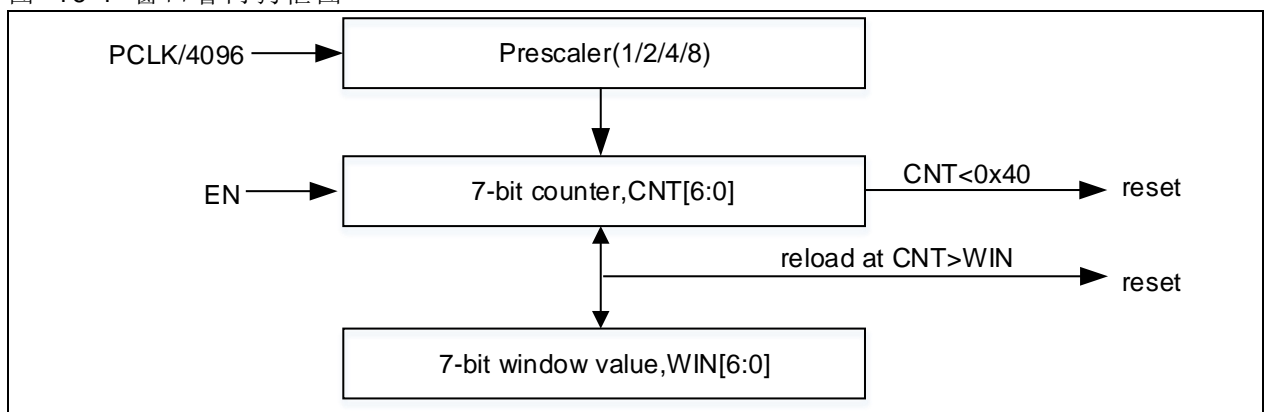 PCLK/4096
Prescaler(1/2/4/8)
EN
7-bit counter,CNT[6:0]
CNT<0x40
reset
reload at CNT>WIN
reset
7-bit window value,WIN[6:0]